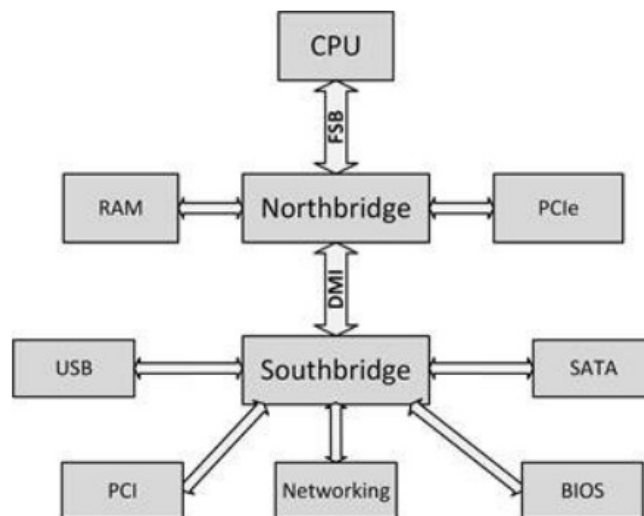 CPU
FSB
RAM
Northbridge
PCIe
DMI
USB
Southbridge
SATA
PCI
Networking
BIOS